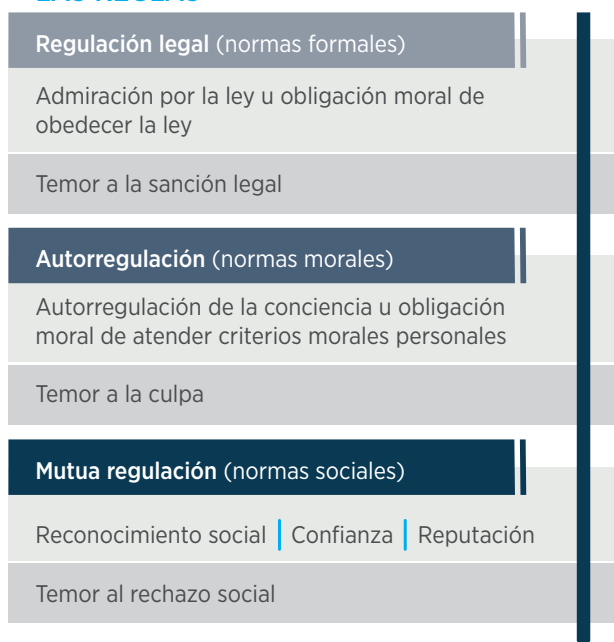 Regulación legal (normas formales)
Admiración por la ley u obligación moral de
obedecer la ley
Temor a la sanción legal
Autorregulación (normas morales)
Autorregulación de la conciencia u obligación
moral de atender criterios morales personales
Temor a la culpa
Mutua regulación (normas sociales)
Reconocimiento social | Confianza | Reputación
Temor al rechazo social